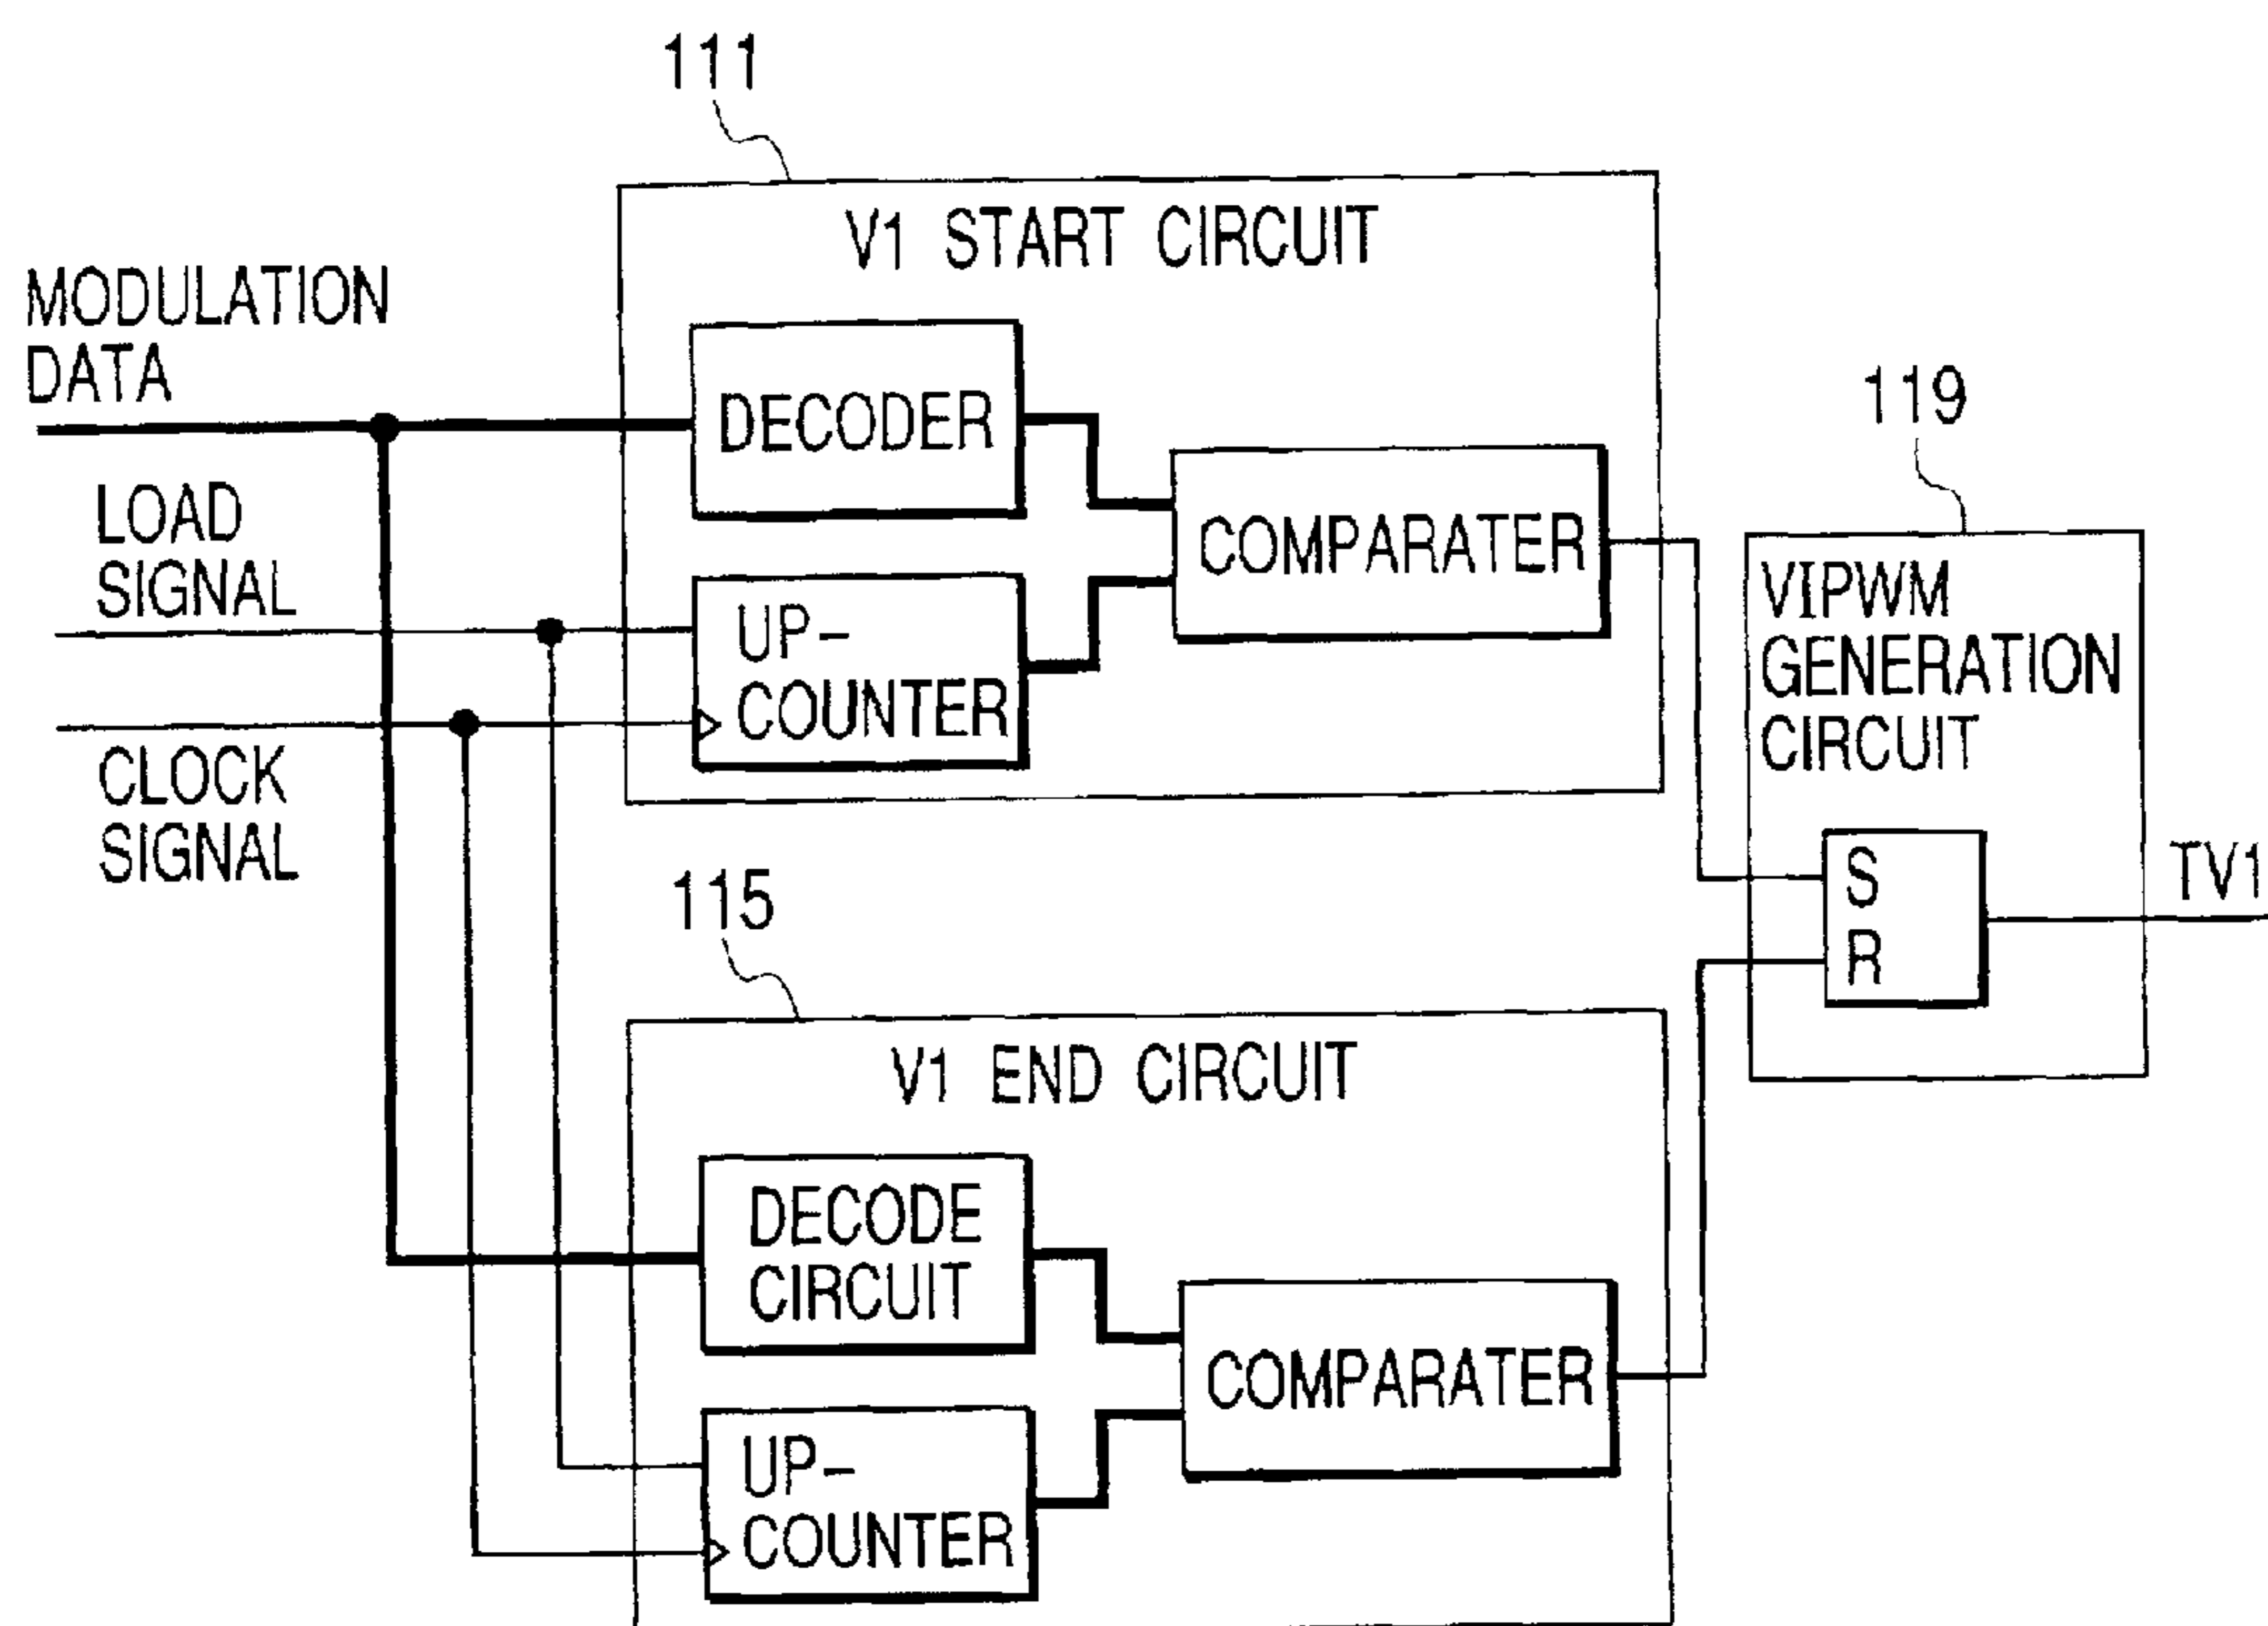 111
V1 START CIRCUIT
MODULATION
DATA
DECODER
LOAD
SIGNAL
COMPARATER
UP-
COUNTER
CLOCK
SIGNAL
119
VIPWM
GENERATION
CIRCUIT
S
R
TV1
115
V1 END CIRCUIT
DECODE
CIRCUIT
COMPARATER
UP-
COUNTER